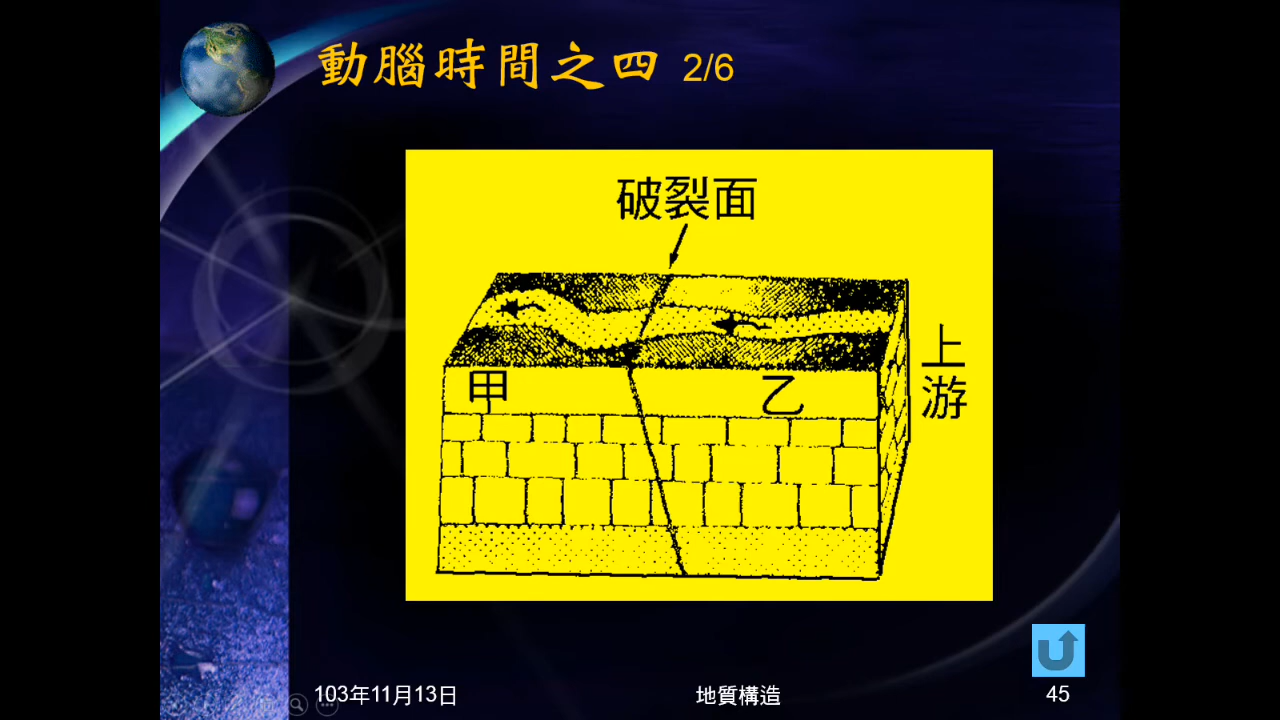 動腦時間之四 2/6
破裂面
甲
乙
上游
103年11月13日
地質構造
45